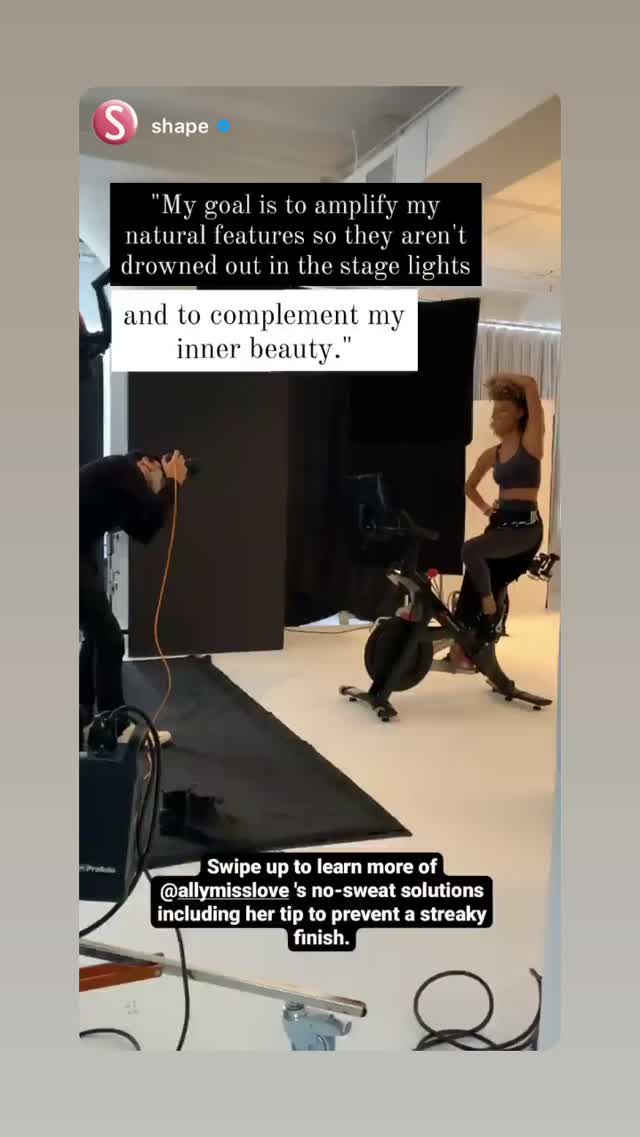 S
shape
"My goal is to amplify my
natural features so they aren't
drowned out in the stage lights
and to complement my
inner beauty."
Profoto
Swipe up to learn more of
@allymisslove 's no-sweat solutions
including her tip to prevent a streaky
finish.